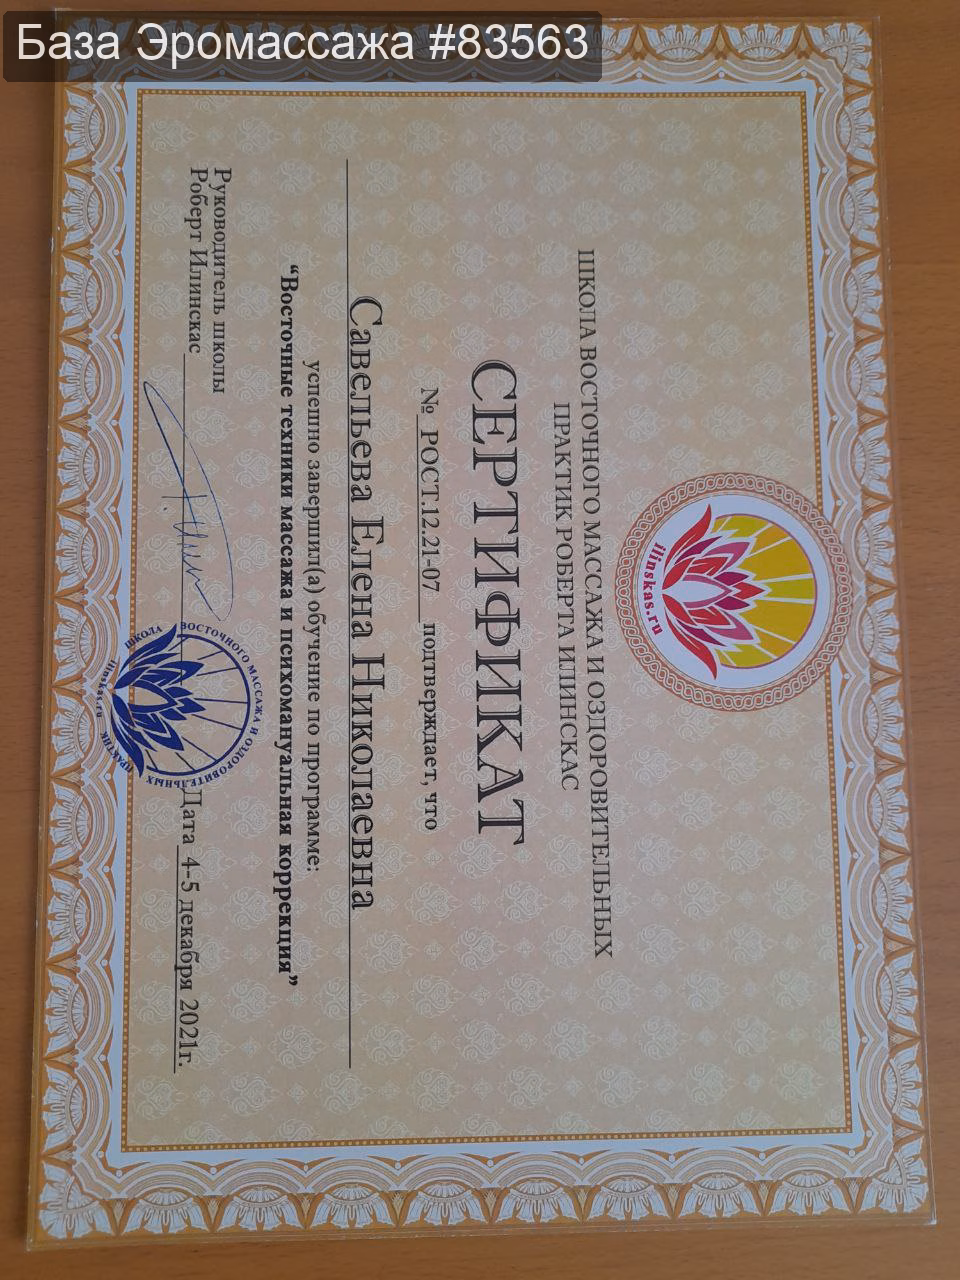 База Эромассажа #83563
ilinskas.ru
ШКОЛА ВОСТОЧНОГО МАССАЖА И ОЗДОРОВИТЕЛЬНЫХ
ПРАКТИК РОБЕРТА ИЛИНСКАС
СЕРТИФИКАТ
№ РОСТ.12.21-07 подтверждает, что
Савельева Елена Николаевна
успешно завершил(а) обучение по программе:
“Восточные техники массажа и психомануальная коррекция”
Руководитель школы
Роберт Илинскас
Дата 4-5 декабря 2021г.
ШКОЛА ВОСТОЧНОГО МАССАЖА И ОЗДОРОВИТЕЛЬНЫХ ПРАКТИК
ilinskas.ru